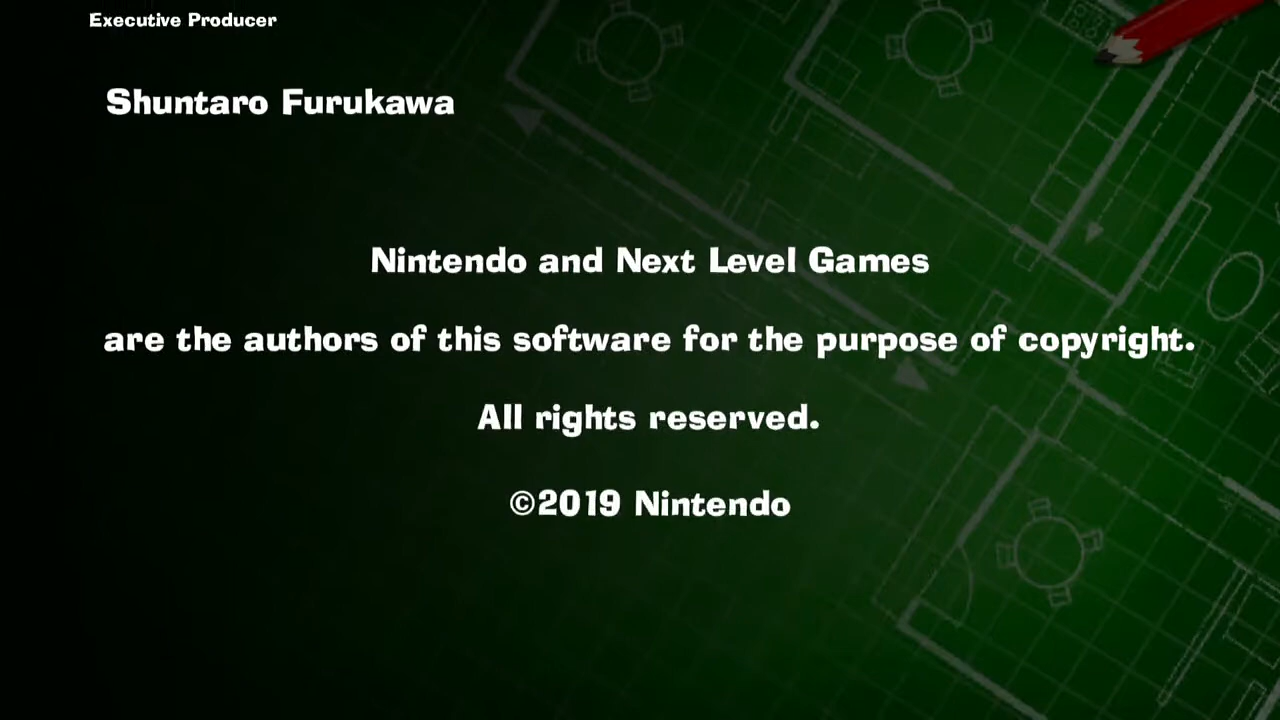 Executive Producer
Shuntaro Furukawa
Nintendo and Next Level Games
are the authors of this software for the purpose of copyright.
All rights reserved.
©2019 Nintendo